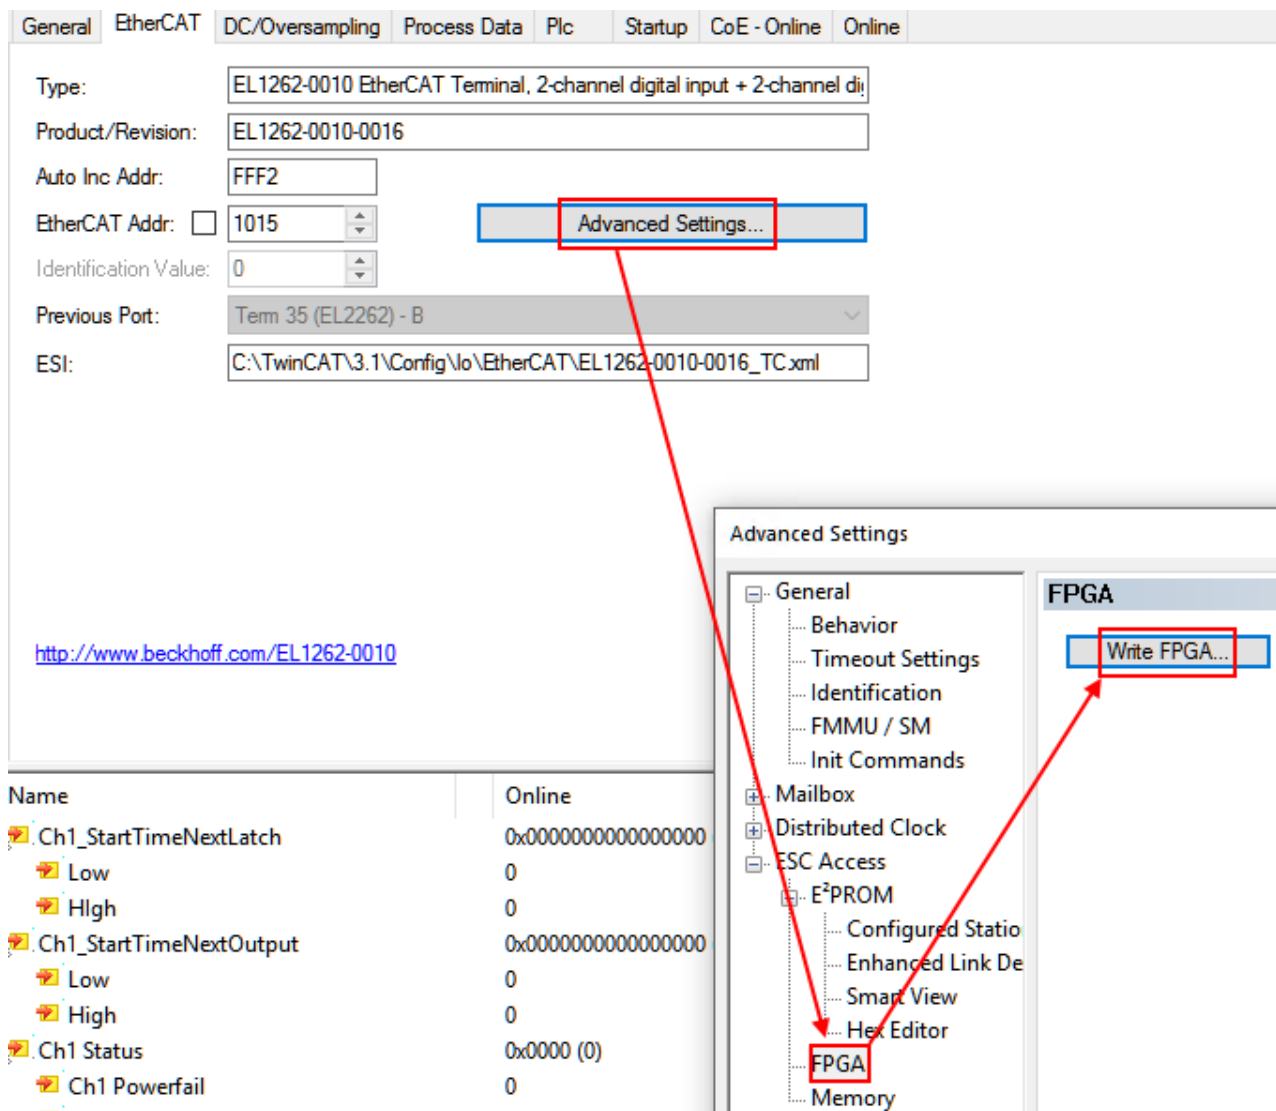 General EtherCAT DC/Oversampling Process Data Plc Startup CoE - Online Online
Type: EL1262-0010 EtherCAT Terminal, 2-channel digital input + 2-channel
Product/Revision: EL1262-0010-0016
Auto Inc Addr: FFF2
EtherCAT Addr: 1015 Advanced Settings...
Identification Value: 0
Previous Port: Term 35 (EL2262) - B
ESI: C:\TwinCAT\3.1\Config\Io\EtherCAT\EL1262-0010-0016_TC.xml
http://www.beckhoff.com/EL1262-0010
Name Online
Ch1_StartTimeNextLatch 0x0000000000000000
Low 0
HIgh 0
Ch1_StartTimeNextOutput 0x0000000000000000
Low 0
High 0
Ch1 Status 0x0000 (0)
Ch1 Powerfail 0
Advanced Settings
General
Behavior
Timeout Settings
Identification
FMMU / SM
Init Commands
Mailbox
Distributed Clock
ESC Access
E²PROM
Configured Statio
Enhanced Link De
Smart View
Hex Editor
FPGA
Memory
FPGA
Write FPGA...